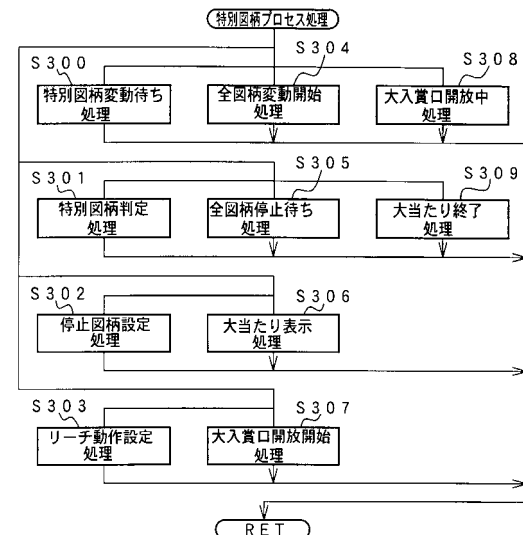 特別図柄プロセス処理
S300
特別図柄変動待ち
処理
S304
全図柄変動開始
処理
S308
大入賞口開放中
処理
S301
特別図柄判定
処理
S305
全図柄停止待ち
処理
S309
大当たり終了
処理
S302
停止図柄設定
処理
S306
大当たり表示
処理
S303
リーチ動作設定
処理
S307
大入賞口開放開始
処理
RET